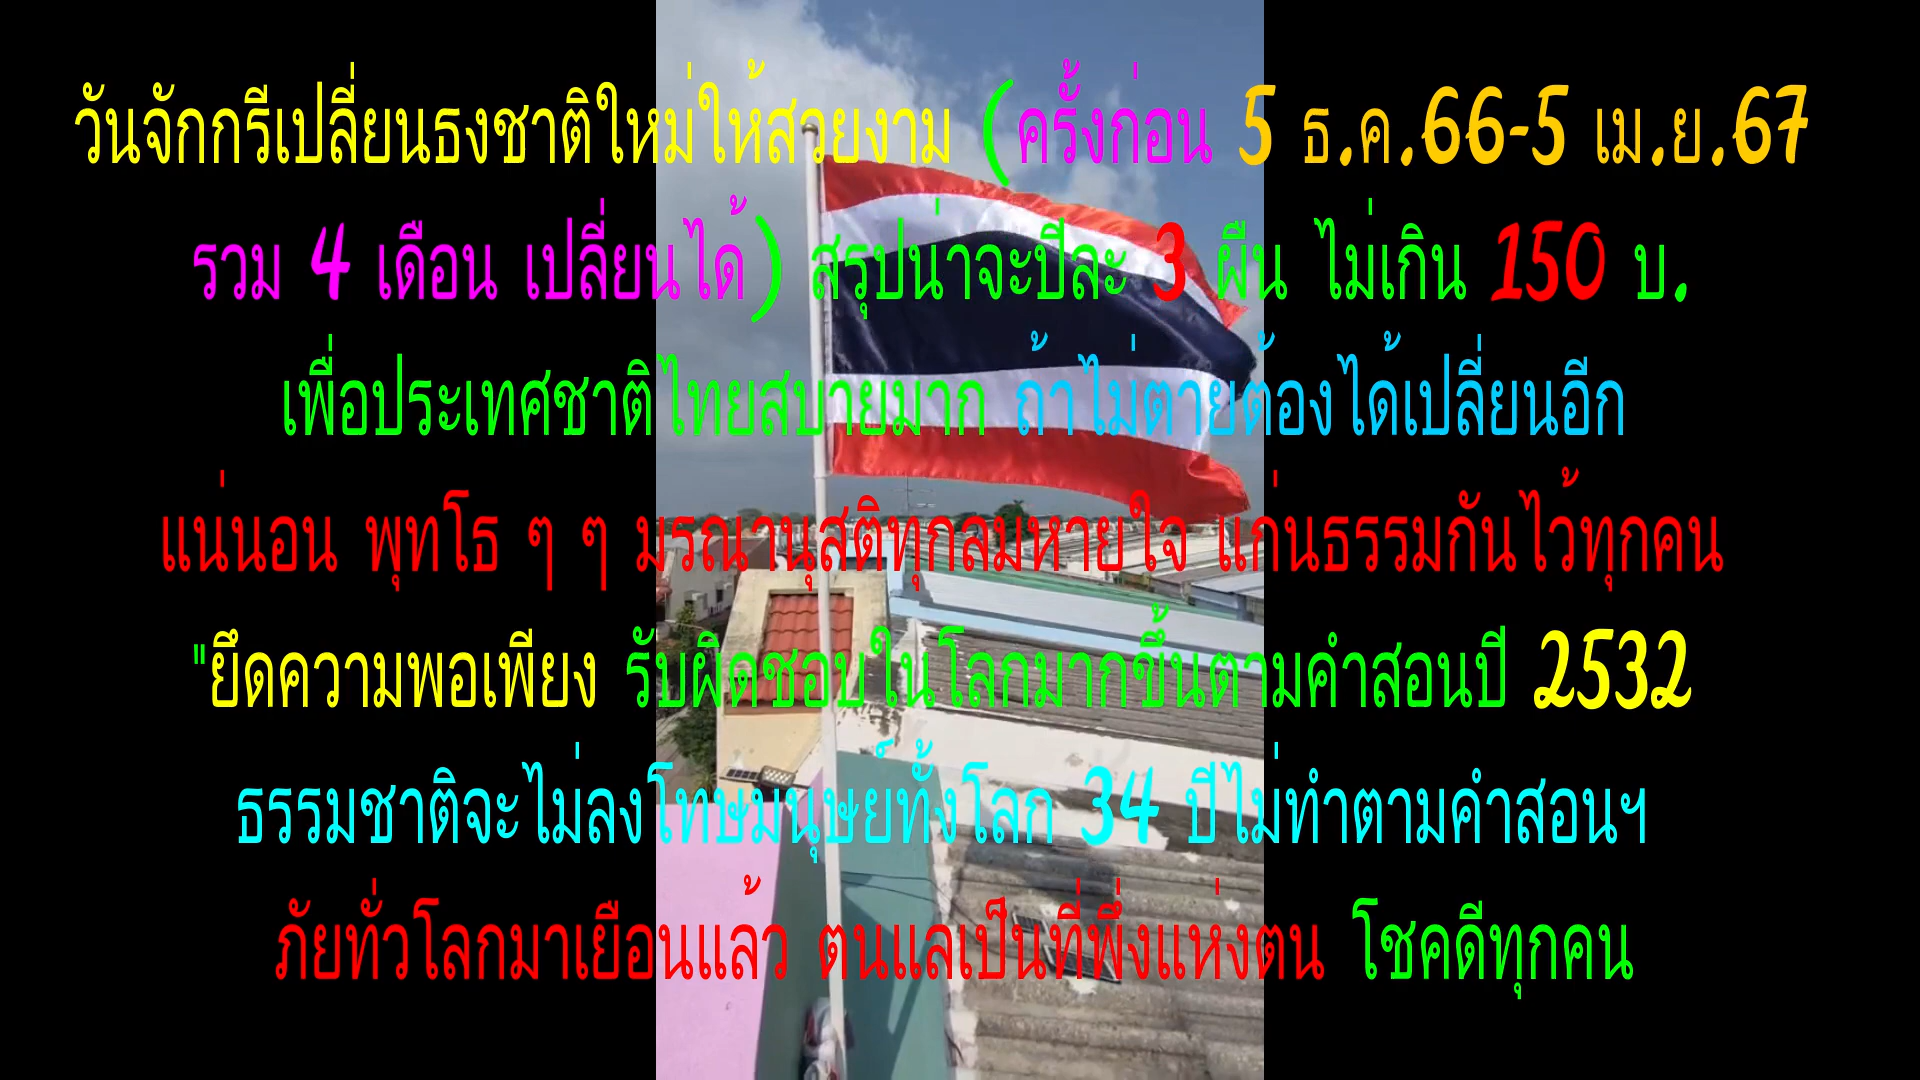 วันจักกรีเปลี่ยนธงชาติใหม่ให้สวยงาม (ครั้งก่อน 5 ธ.ค.66-5 เม.ย.67
รวม 4 เดือน เปลี่ยนได้) สรุปน่าจะปีละ 3 ผืน ไม่เกิน 150 บ.
เพื่อประเทศชาติไทยสบายมาก ถ้าไม่ตายต้องได้เปลี่ยนอีก
แน่นอน พุทโธ ๆ ๆ มรณานุสติทุกลมหายใจ แก่นธรรมกันไว้ทุกคน
"ยึดความพอเพียง รับผิดชอบในโลกมากขึ้นตามคำสอนปี 2532
ธรรมชาติจะไม่ลงโทษมนุษย์ทั้งโลก 34 ปีไม่ทำตามคำสอนฯ
ภัยทั่วโลกมาเยือนแล้ว ตนแลเป็นที่พึ่งแห่งตน โชคดีทุกคน